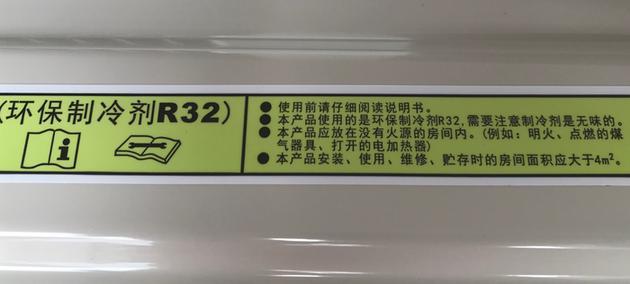 (环保制冷剂R32)
● 使用前请仔细阅读说明书。
● 本产品使用的是环保制冷剂R32,需要注意制冷剂是无味的。
● 本产品应放在没有火源的房间内。(例如：明火、点燃的煤
气器具、打开的电加热器)
● 本产品安装、使用、维修、贮存时的房间面积应大于4m²。